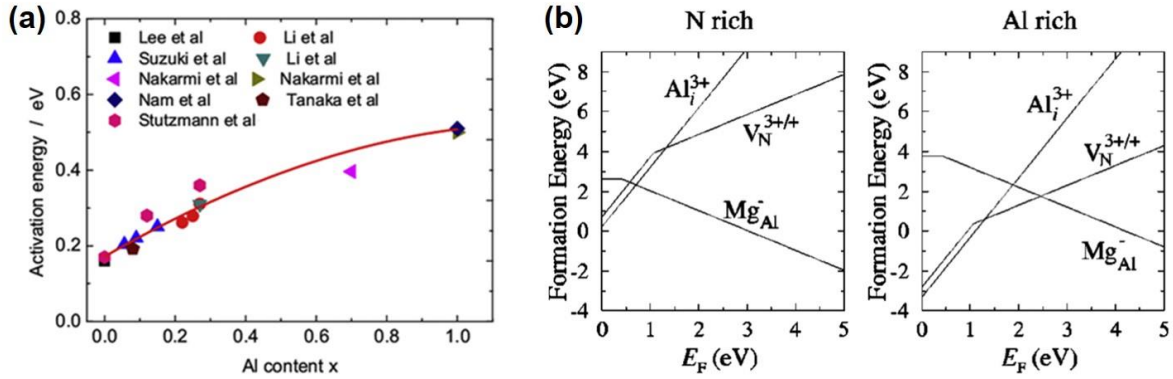 (a)
Activation energy / eV
0.8
0.6
0.4
0.2
0.0
Lee et al
Li et al
Suzuki et al
Li et al
Nakarmi et al
Nakarmi et al
Nam et al
Tanaka et al
Stutzmann et al
0.0 0.2 0.4 0.6 0.8 1.0
Al content x
(b)
N rich
Formation Energy (eV)
8
6
4
2
0
-2
-4
Al_i^3+
V_N^3+/+
Mg_Al^-
0 1 2 3 4 5
E_F (eV)
Al rich
Formation Energy (eV)
8
6
4
2
0
-2
-4
Al_i^3+
V_N^3+/+
Mg_Al^-
0 1 2 3 4 5
E_F (eV)